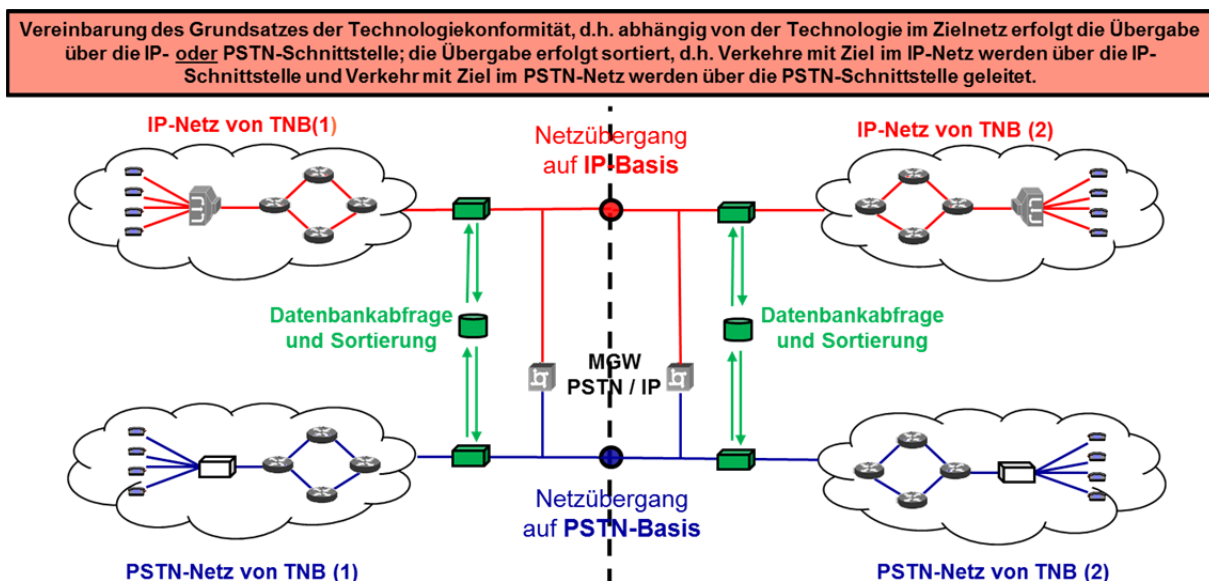 Vereinbarung des Grundsatzes der Technologiekonformität, d.h. abhängig von der Technologie im Zielnetz erfolgt die Übergabe
über die IP- oder PSTN-Schnittstelle; die Übergabe erfolgt sortiert, d.h. Verkehre mit Ziel im IP-Netz werden über die IP-
Schnittstelle und Verkehr mit Ziel im PSTN-Netz werden über die PSTN-Schnittstelle geleitet.
IP-Netz von TNB(1)
Netzübergang
auf IP-Basis
IP-Netz von TNB (2)
Datenbankabfrage
und Sortierung
MGW
PSTN / IP
Datenbankabfrage
und Sortierung
Netzübergang
auf PSTN-Basis
PSTN-Netz von TNB (1)
PSTN-Netz von TNB (2)